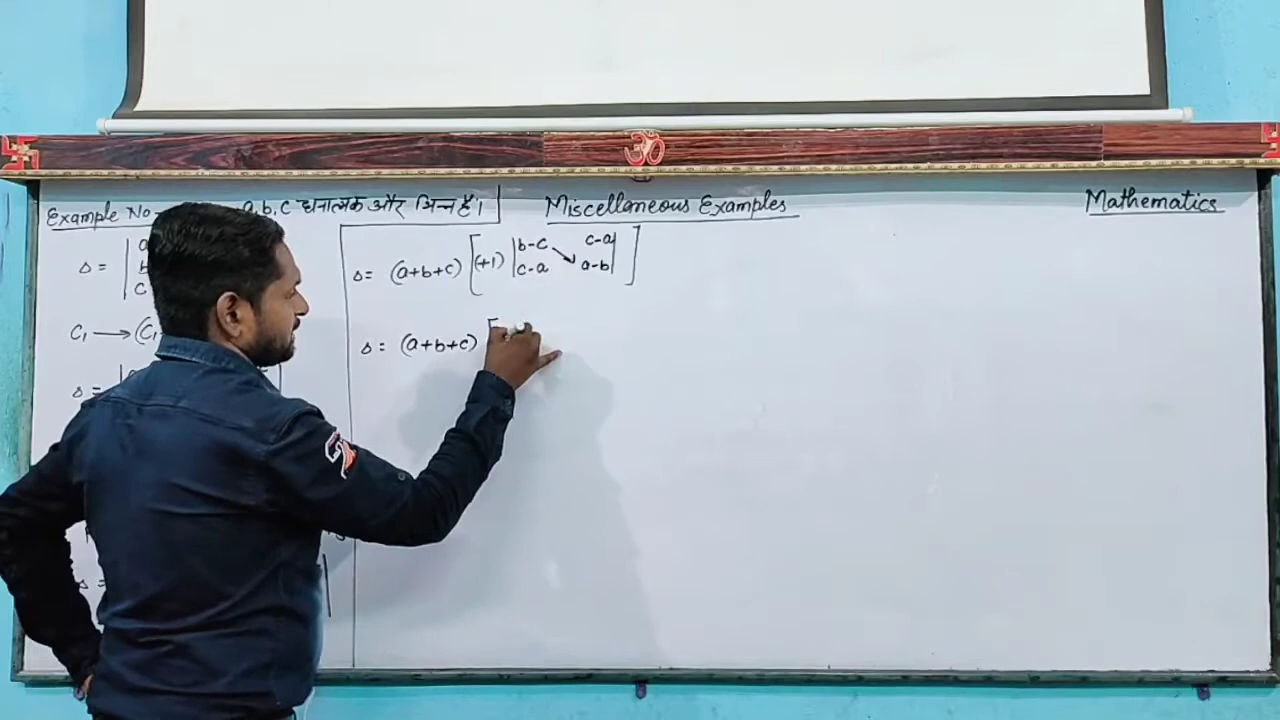 Example No- a,b,c धनात्मक और भिन्न हैं।
Miscellaneous Examples
Mathematics
Δ = | a
b
c
C₁ ⟶ (C₁
Δ = |
Δ =
Δ = (a+b+c) [(+1) |b-c c-a|
|c-a a-b| ]
Δ = (a+b+c) [
ॐ